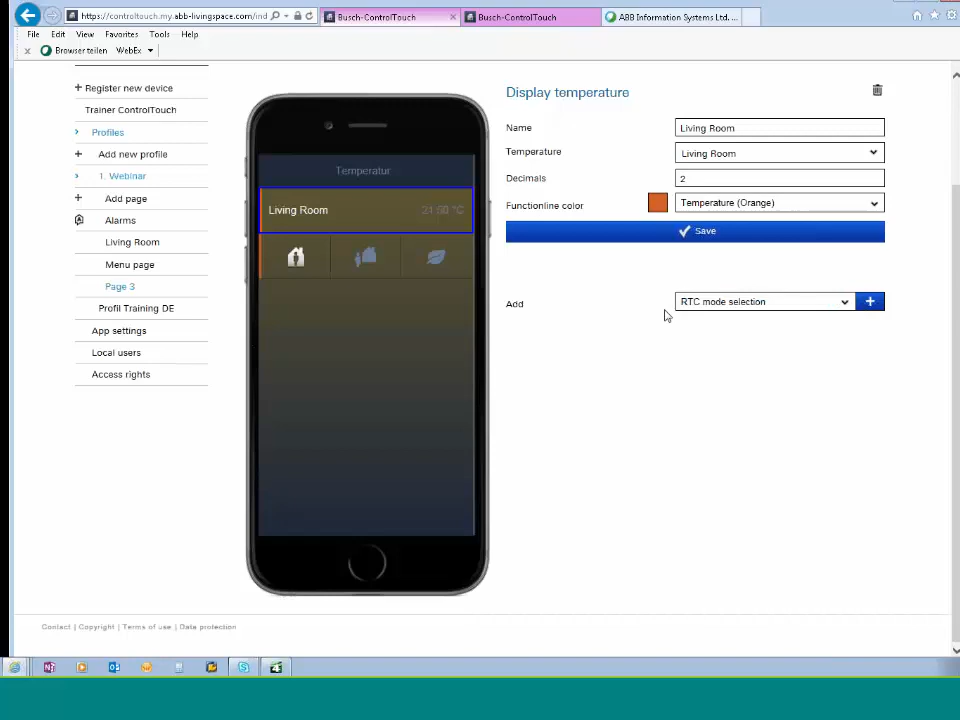 https://controltouch.my.abb-livingspace.com/ind
Busch-ControlTouch
Busch-ControlTouch
ABB Information Systems Ltd. ...
File Edit View Favorites Tools Help
x Browser teilen WebEx
+ Register new device
Trainer ControlTouch
Profiles
+ Add new profile
1. Webinar
+ Add page
Alarms
Living Room
Menu page
Page 3
Profil Training DE
App settings
Local users
Access rights
Temperatur
Living Room 21.50 °C
Display temperature
Name Living Room
Temperature Living Room
Decimals 2
Functionline color Temperature (Orange)
Save
Add RTC mode selection +
Contact | Copyright | Terms of use | Data protection